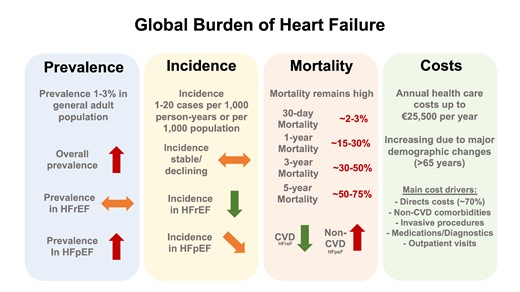 Global Burden of Heart Failure
Prevalence
Prevalence 1-3% in
general adult
population
Overall
prevalence
Prevalence
in HFrEF
Prevalence
In HFpEF
Incidence
Incidence
1-20 cases per 1,000
person-years or per
1,000 population
Incidence
stable/
declining
Incidence
in HFrEF
Incidence
in HFpEF
Mortality
Mortality remains high
30-day
Mortality
~2-3%
1-year
Mortality
~15-30%
3-year
Mortality
~30-50%
5-year
Mortality
~50-75%
CVD
HFrEF
Non-
CVD
HFpEF
Costs
Annual health care
costs up to
€25,500 per year
Increasing due to major
demographic changes
(>65 years)
Main cost drivers:
- Directs costs (~70%)
- Non-CVD comorbidities
- Invasive procedures
- Medications/Diagnostics
- Outpatient visits